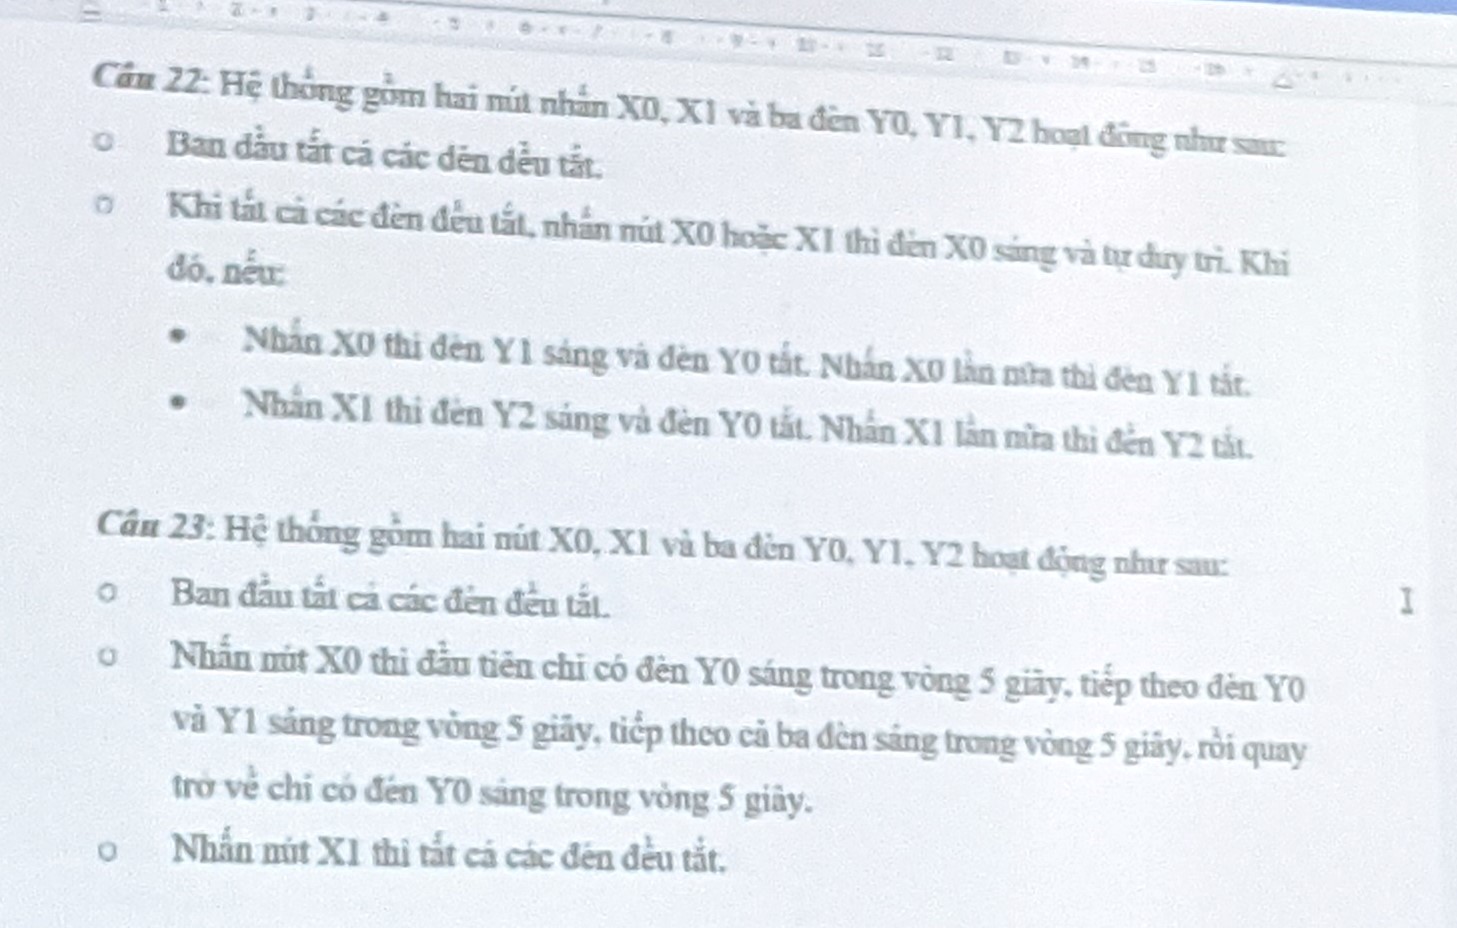 Câu 22: Hệ thống gồm hai nút nhấn X0, X1 và ba đèn Y0, Y1, Y2 hoạt động như sau:
o Ban đầu tất cả các đèn đều tắt.
o Khi tất cả các đèn đều tắt, nhấn nút X0 hoặc X1 thì đèn X0 sáng và tự duy trì. Khi
đó, nếu:
• Nhấn X0 thì đèn Y1 sáng và đèn Y0 tắt. Nhấn X0 lần nữa thì đèn Y1 tắt.
• Nhấn X1 thì đèn Y2 sáng và đèn Y0 tắt. Nhấn X1 lần nữa thì đèn Y2 tắt.
Câu 23: Hệ thống gồm hai nút X0, X1 và ba đèn Y0, Y1, Y2 hoạt động như sau:
o Ban đầu tất cả các đèn đều tắt.
o Nhấn nút X0 thì đầu tiên chỉ có đèn Y0 sáng trong vòng 5 giây, tiếp theo đèn Y0
và Y1 sáng trong vòng 5 giây, tiếp theo cả ba đèn sáng trong vòng 5 giây, rồi quay
trở về chỉ có đèn Y0 sáng trong vòng 5 giây.
o Nhấn nút X1 thì tất cả các đèn đều tắt.